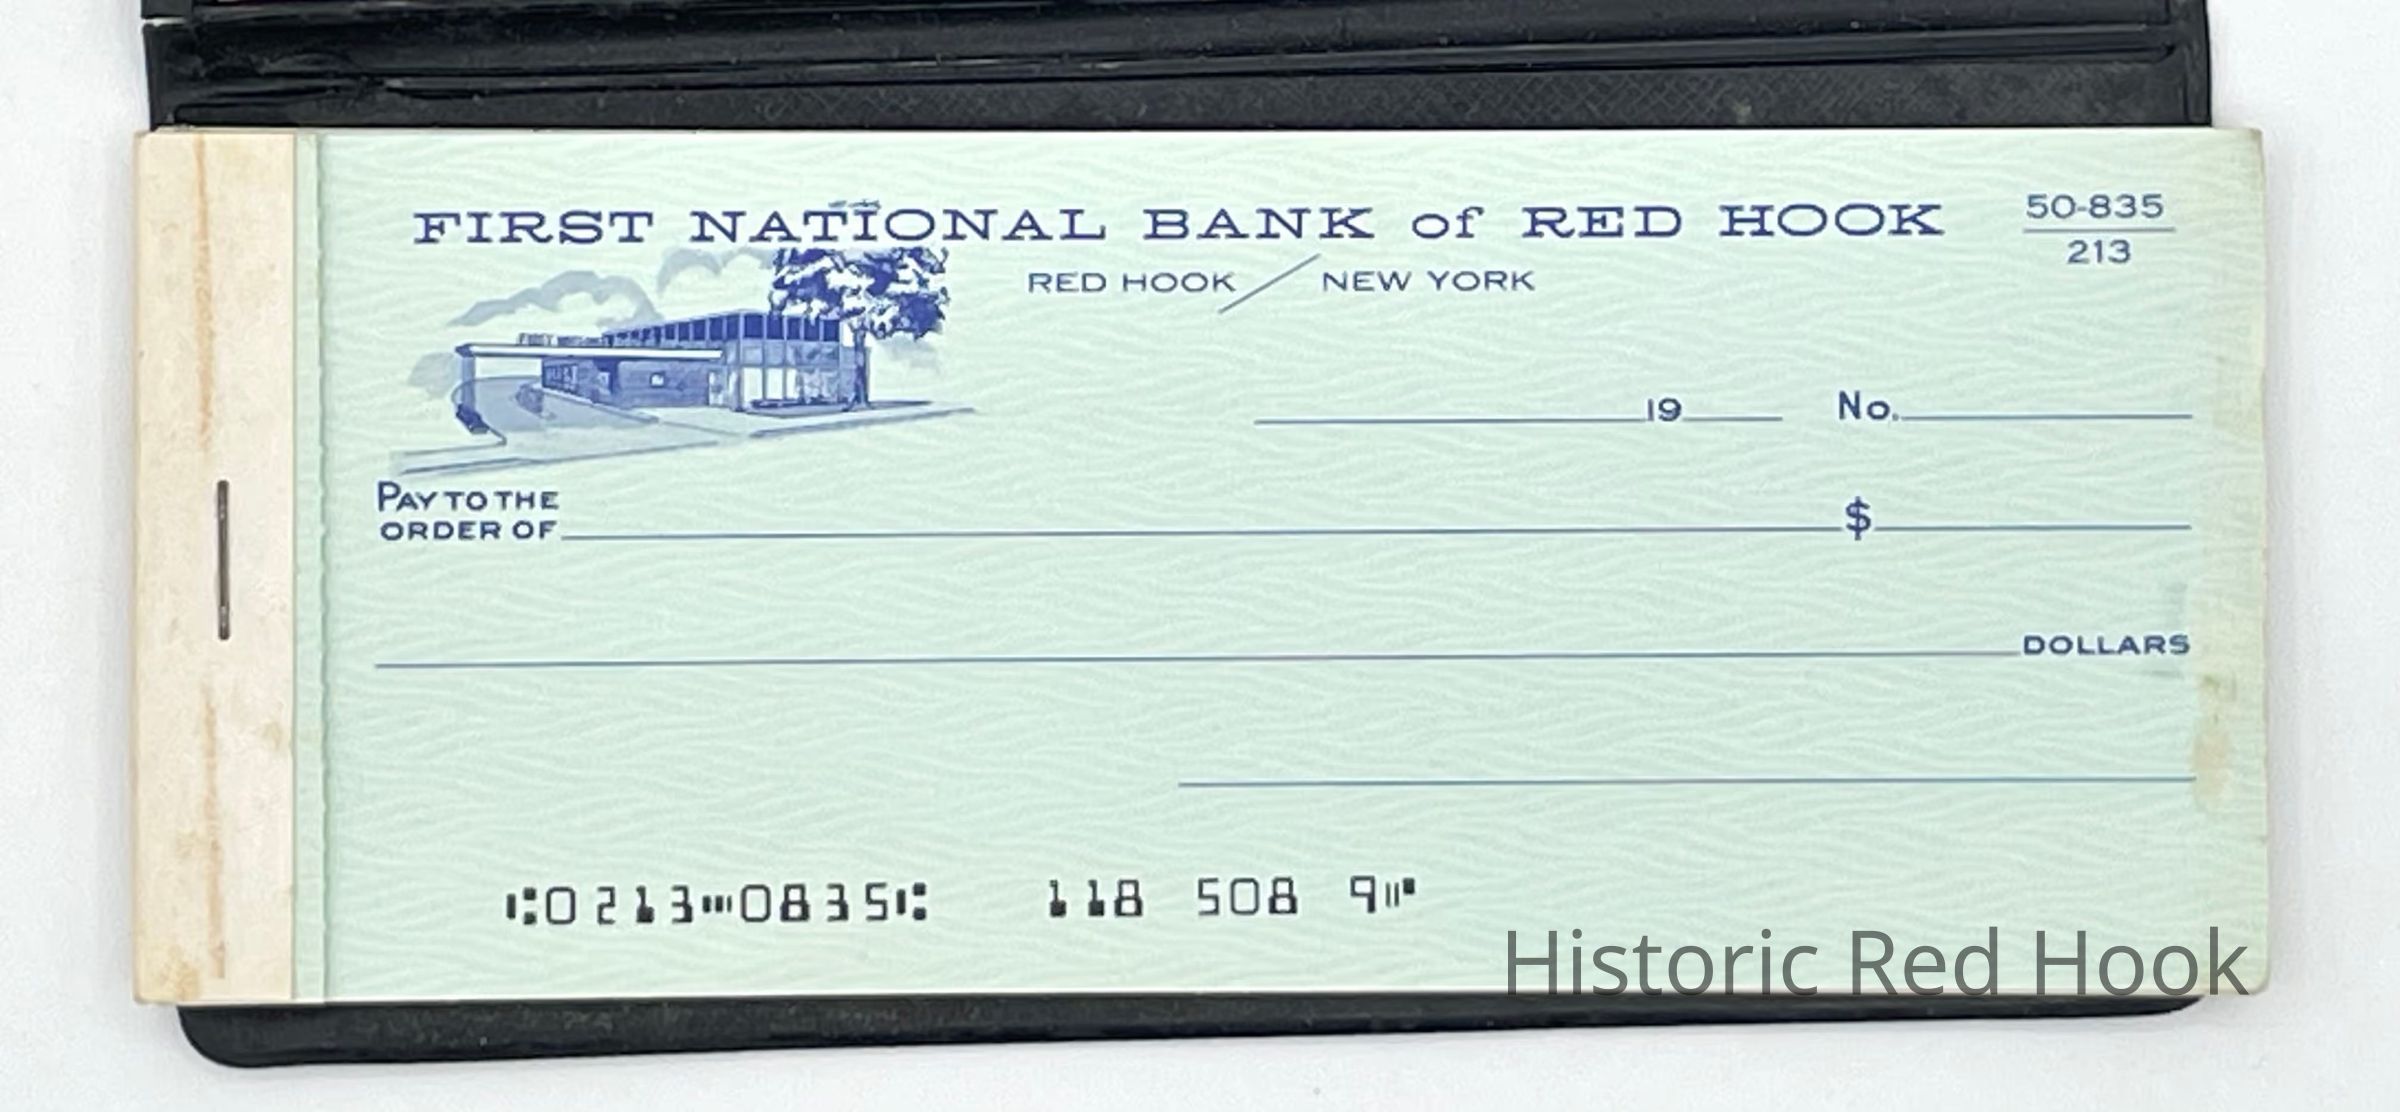 FIRST NATIONAL BANK of RED HOOK
50-835
213
RED HOOK / NEW YORK
19 No.
PAY TO THE
ORDER OF $
DOLLARS
⑆0213⑉0835⑆ 118 508 9⑈
Historic Red Hook